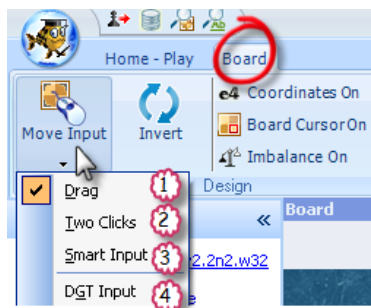 Home - Play Board
Move Input
Invert
e4 Coordinates On
Board Cursor On
Imbalance On
Design
Drag 1
Two Clicks 2
Smart Input 3
DGT Input 4
«
Board
2.2n2.w32